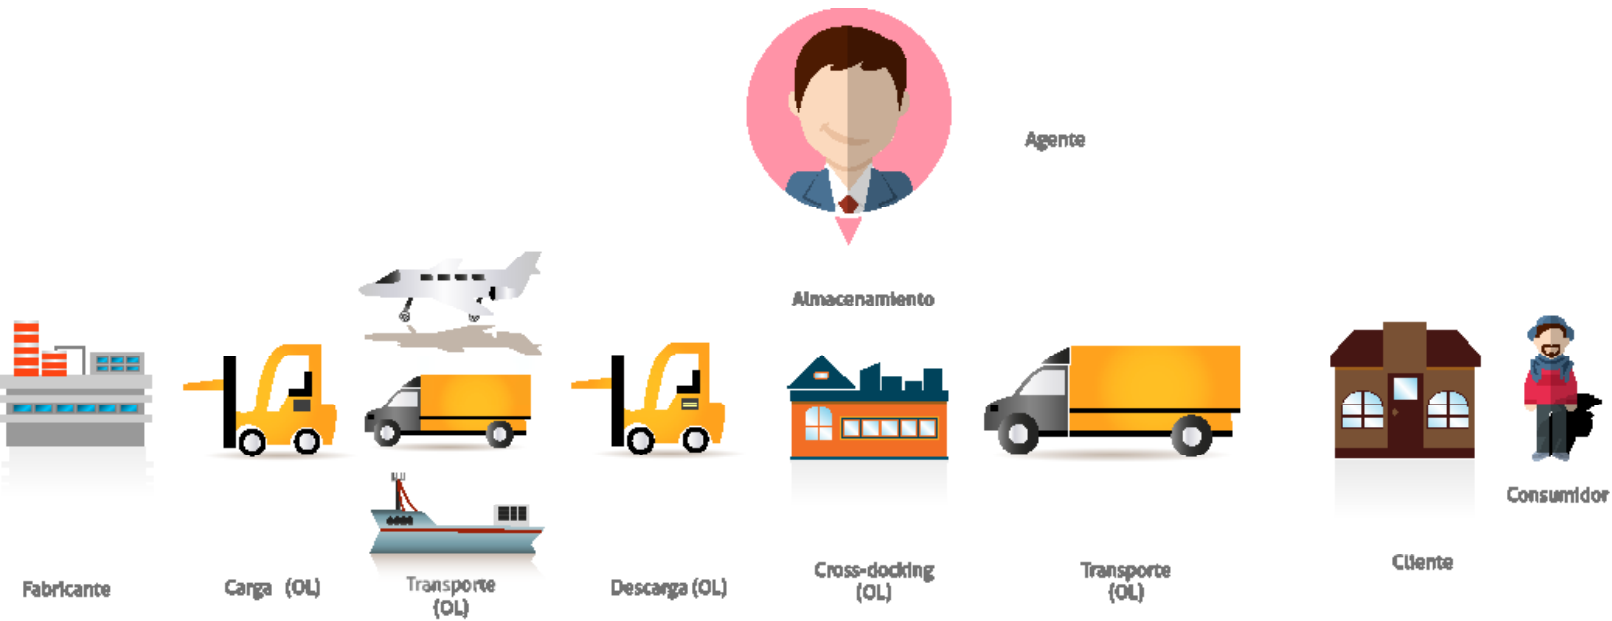 Agente
Almacenamiento
Consumidor
Fabricante
Carga (OL)
Transporte
(OL)
Descarga (OL)
Cross-docking
(OL)
Transporte
(OL)
Cliente